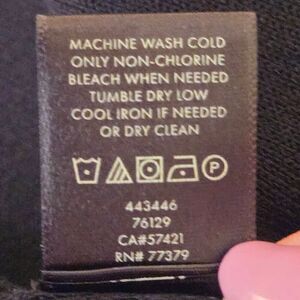 MACHINE WASH COLD
ONLY NON-CHLORINE
BLEACH WHEN NEEDED
TUMBLE DRY LOW
COOL IRON IF NEEDED
OR DRY CLEAN
P
443446
76129
CA#57421
RN# 77379